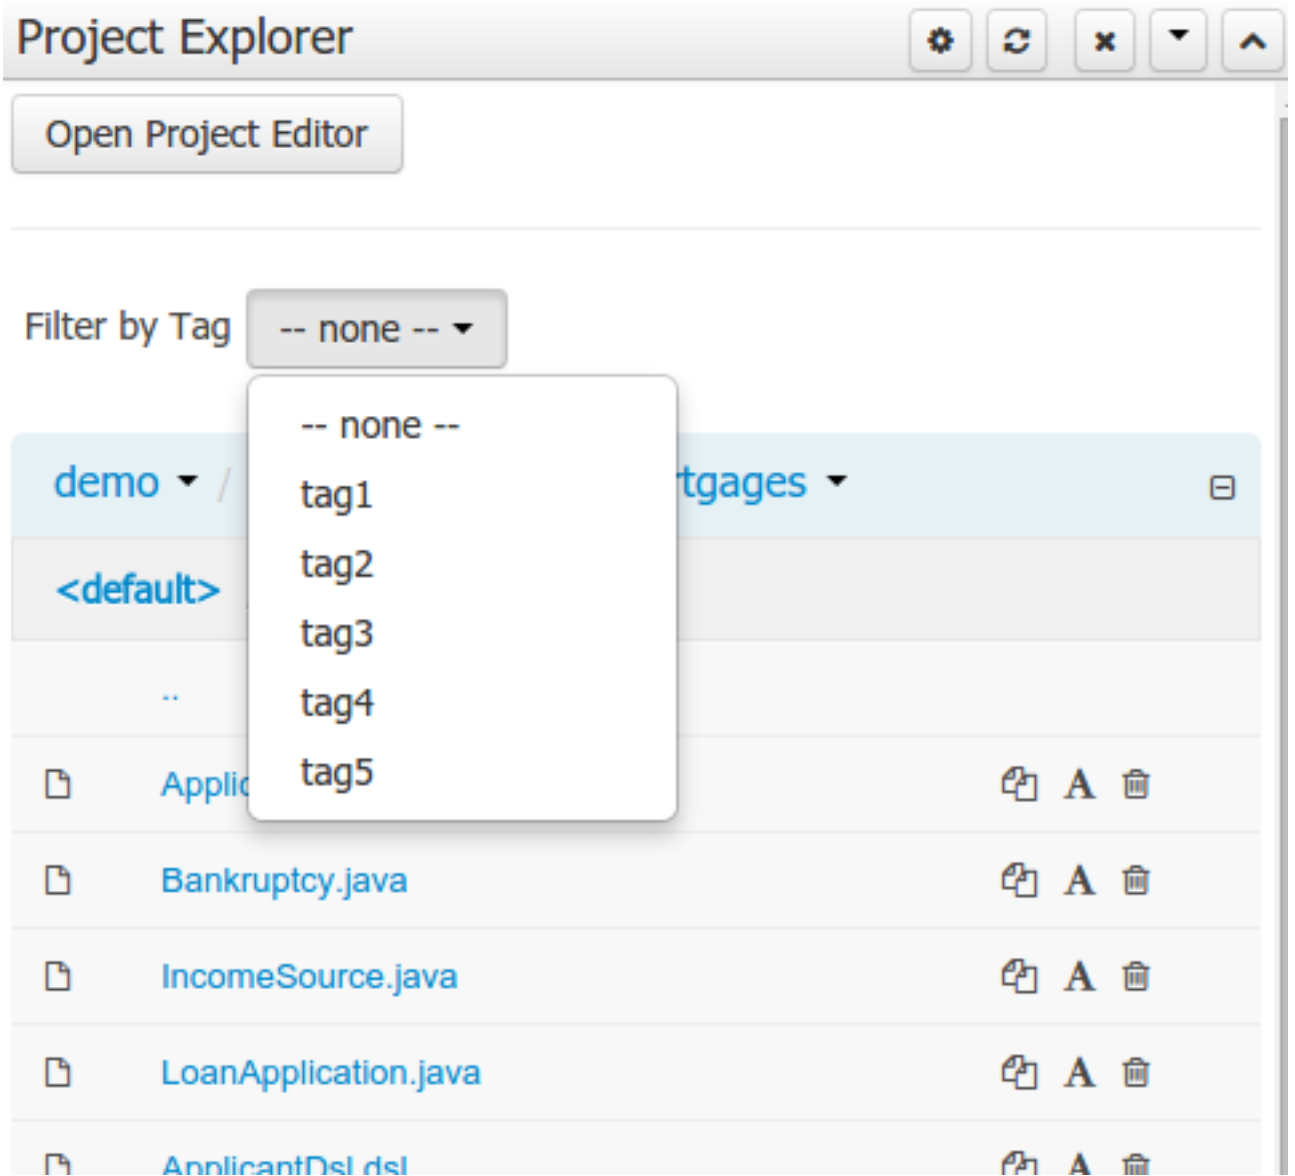 Project Explorer
Open Project Editor
Filter by Tag -- none --
-- none --
demo / tgages
tag1
tag2
<default>
tag3
..
tag4
tag5
Applic
Bankruptcy.java
IncomeSource.java
LoanApplication.java
ApplicantDsl.dsl